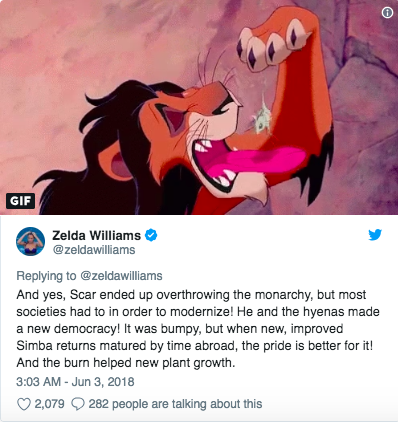 GIF
Zelda Williams
@zeldawilliams
Replying to @zeldawilliams
And yes, Scar ended up overthrowing the monarchy, but most
societies had to in order to modernize! He and the hyenas made
a new democracy! It was bumpy, but when new, improved
Simba returns matured by time abroad, the pride is better for it!
And the burn helped new plant growth.
3:03 AM - Jun 3, 2018
2,079 282 people are talking about this